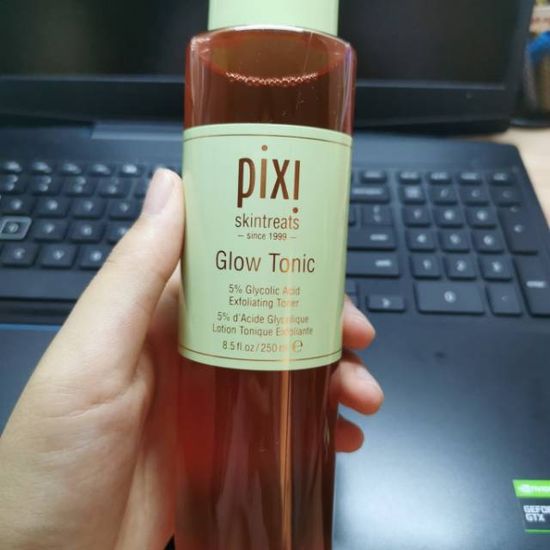 pixi
skintreats
— since 1999 —
Glow Tonic
5% Glycolic Acid
Exfoliating Toner
5% d'Acide Glycolique
Lotion Tonique Exfoliante
8.5 fl.oz/250 ml e
GEFORCE
GTX